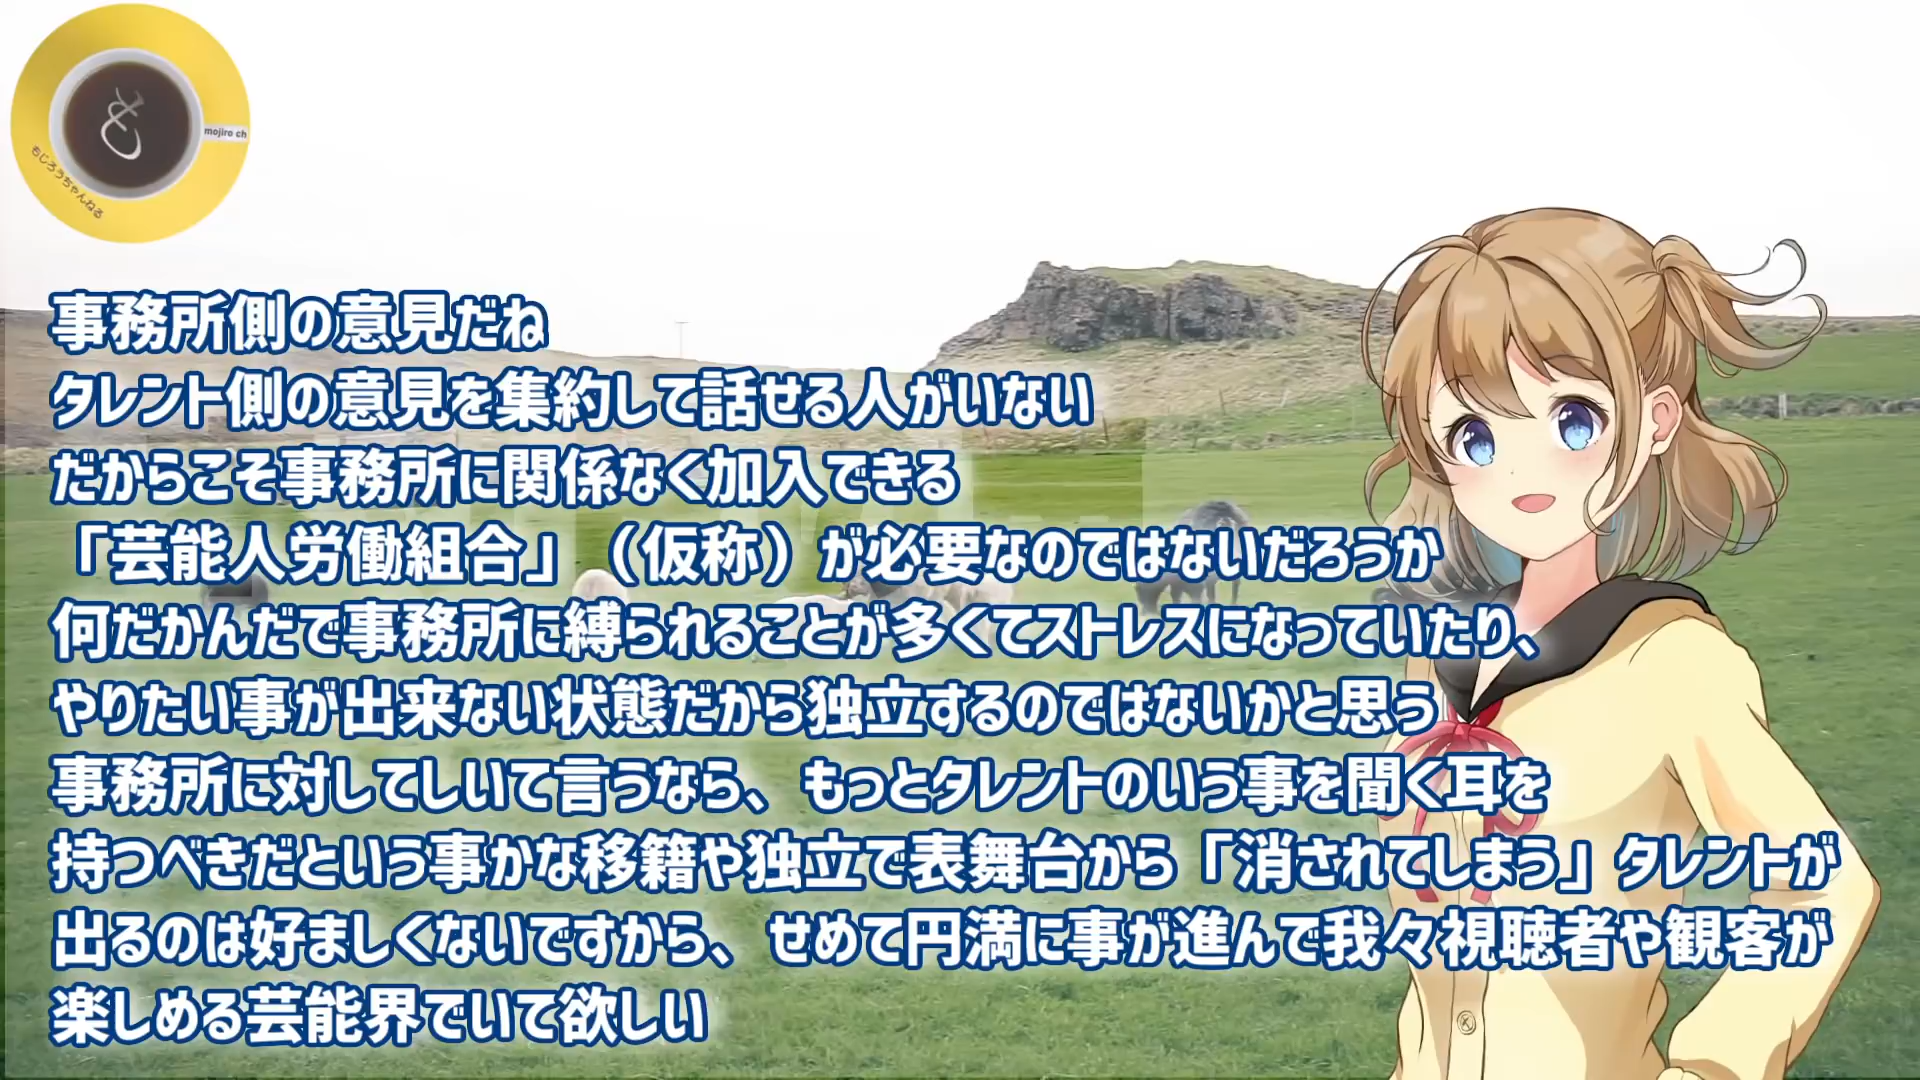 mojiro ch
もじろうちゃんねる
事務所側の意見だね
タレント側の意見を集約して話せる人がいない
だからこそ事務所に関係なく加入できる
「芸能人労働組合」（仮称）が必要なのではないだろうか
何だかんだで事務所に縛られることが多くてストレスになっていたり、
やりたい事が出来ない状態だから独立するのではないかと思う
事務所に対してしいて言うなら、もっとタレントのいう事を聞く耳を
持つべきだという事かな移籍や独立で表舞台から「消されてしまう」タレントが
出るのは好ましくないですから、せめて円満に事が進んで我々視聴者や観客が
楽しめる芸能界でいて欲しい